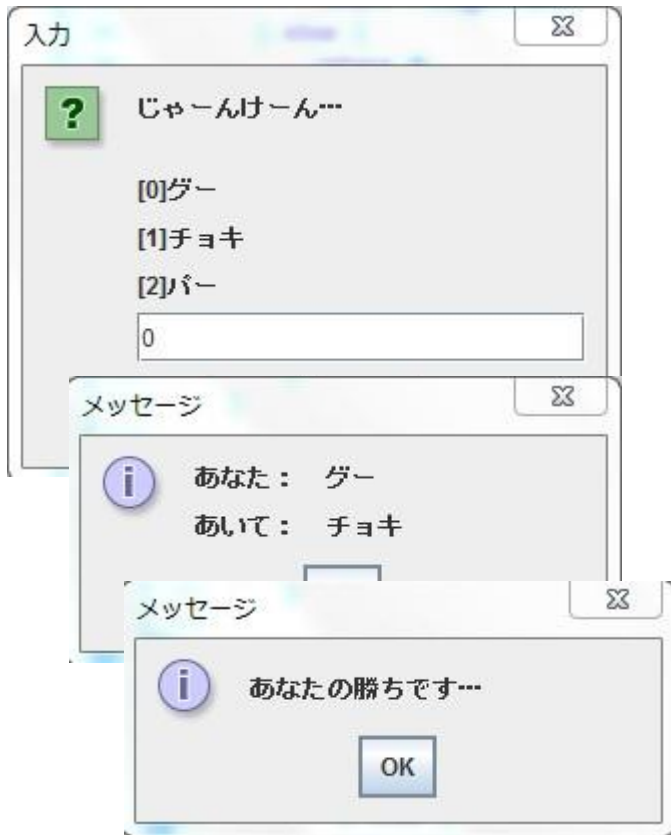 入力
?
じゃーんけーん…
[0]グー
[1]チョキ
[2]パー
0
メッセージ
i
あなた： グー
あいて： チョキ
メッセージ
i
あなたの勝ちです…
OK